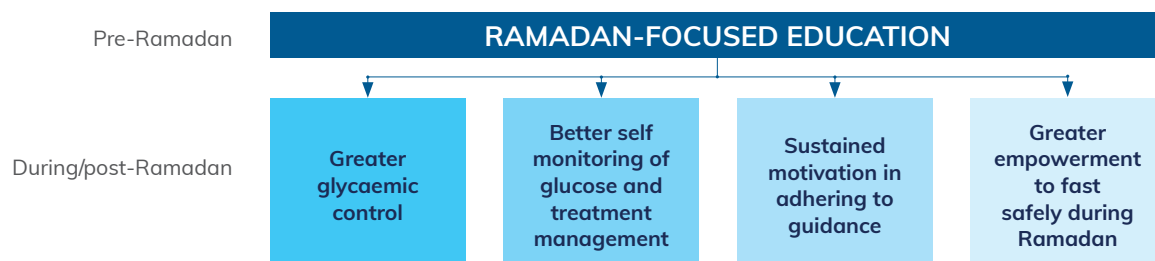 Pre-Ramadan
RAMADAN-FOCUSED EDUCATION
During/post-Ramadan
Greater
glycaemic
control
Better self
monitoring of
glucose and
treatment
management
Sustained
motivation in
adhering to
guidance
Greater
empowerment
to fast
safely during
Ramadan